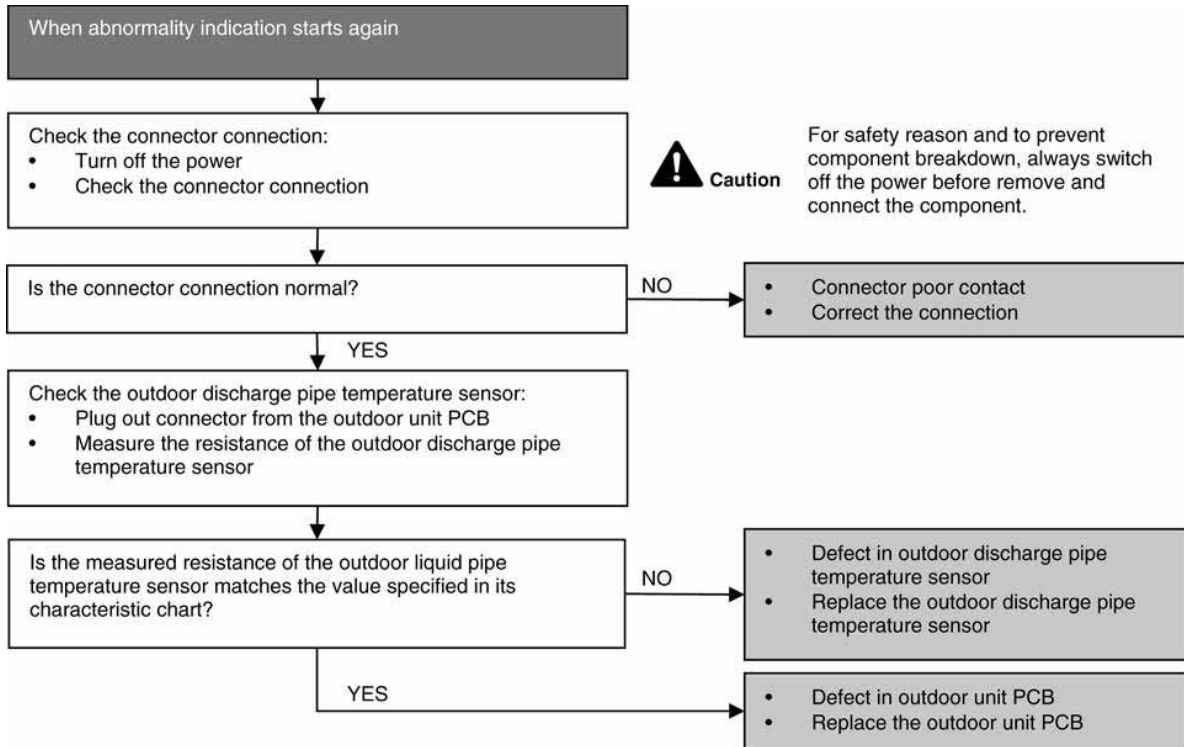 When abnormality indication starts again
Check the connector connection:
• Turn off the power
• Check the connector connection
Caution
For safety reason and to prevent
component breakdown, always switch
off the power before remove and
connect the component.
Is the connector connection normal?
NO
• Connector poor contact
• Correct the connection
YES
Check the outdoor discharge pipe temperature sensor:
• Plug out connector from the outdoor unit PCB
• Measure the resistance of the outdoor discharge pipe
temperature sensor
Is the measured resistance of the outdoor liquid pipe
temperature sensor matches the value specified in its
characteristic chart?
NO
• Defect in outdoor discharge pipe
temperature sensor
• Replace the outdoor discharge pipe
temperature sensor
YES
• Defect in outdoor unit PCB
• Replace the outdoor unit PCB